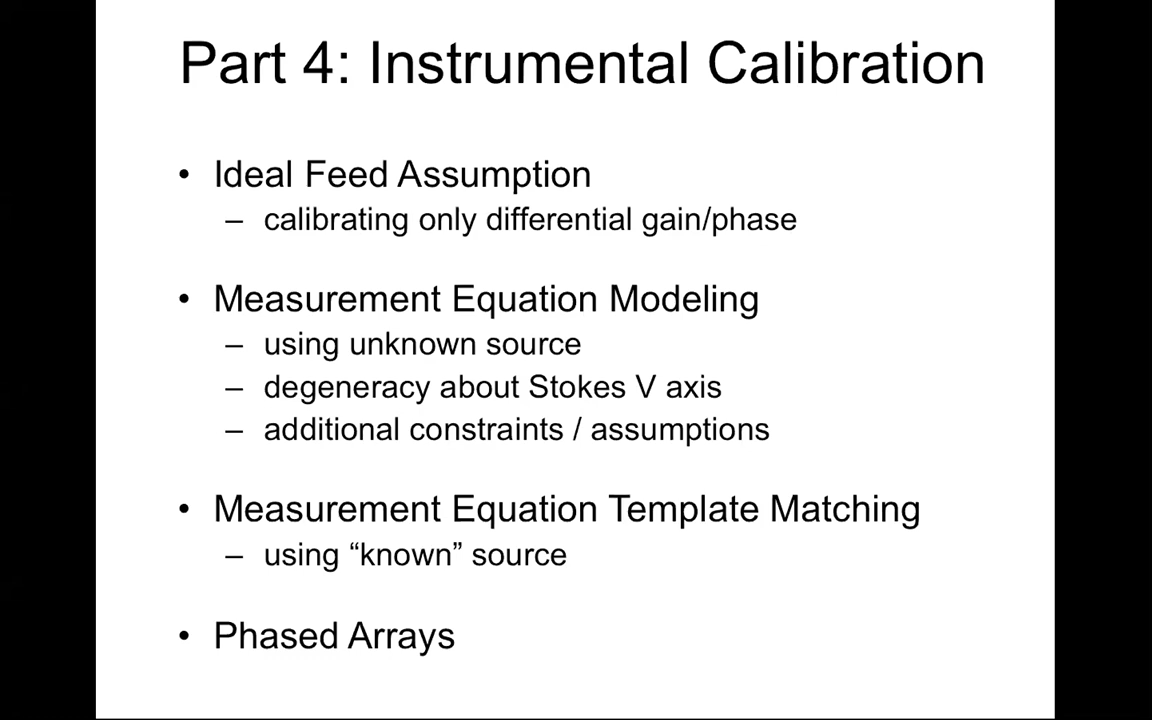 Part 4: Instrumental Calibration
• Ideal Feed Assumption
– calibrating only differential gain/phase
• Measurement Equation Modeling
– using unknown source
– degeneracy about Stokes V axis
– additional constraints / assumptions
• Measurement Equation Template Matching
– using “known” source
• Phased Arrays